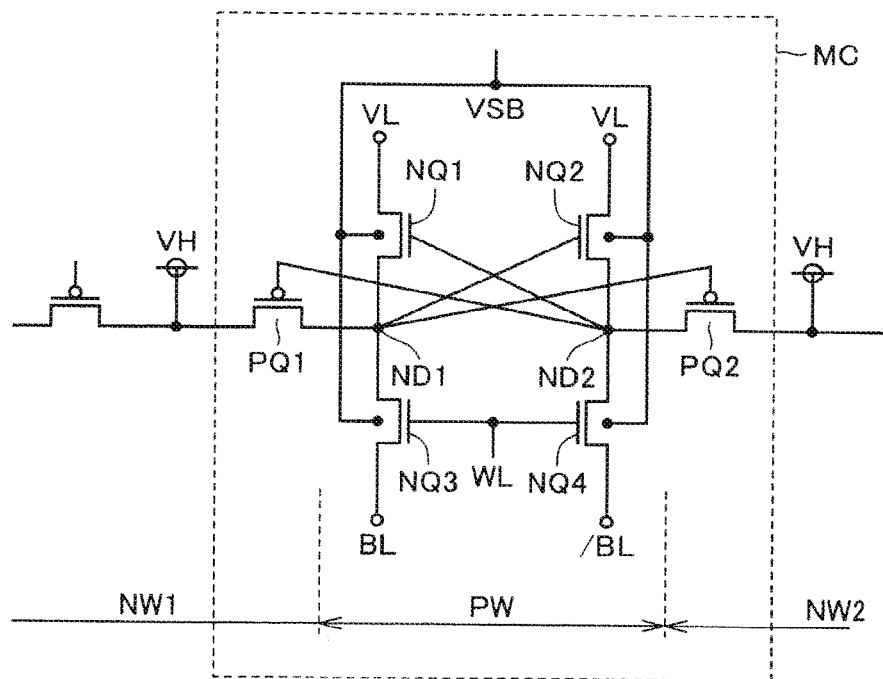 MC
VSB
VL VL
NQ1 NQ2
VH VH
PQ1 ND1 ND2 PQ2
NQ3 WL NQ4
BL /BL
NW1 PW NW2